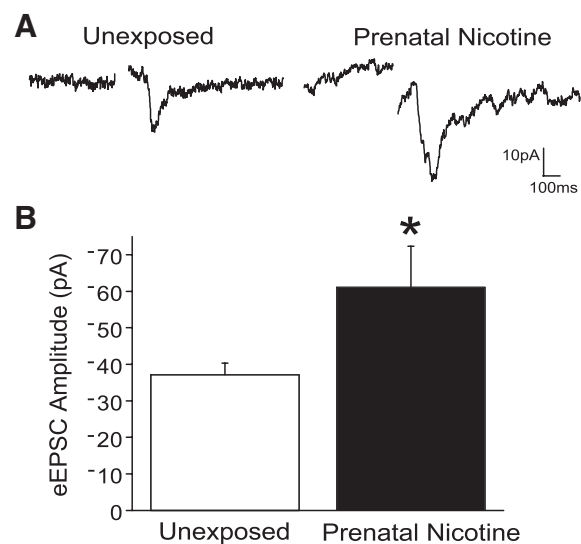 A
Unexposed
Prenatal Nicotine
10pA
100ms
B
*
eEPSC Amplitude (pA)
-70
-60
-50
-40
-30
-20
-10
0
Unexposed
Prenatal Nicotine